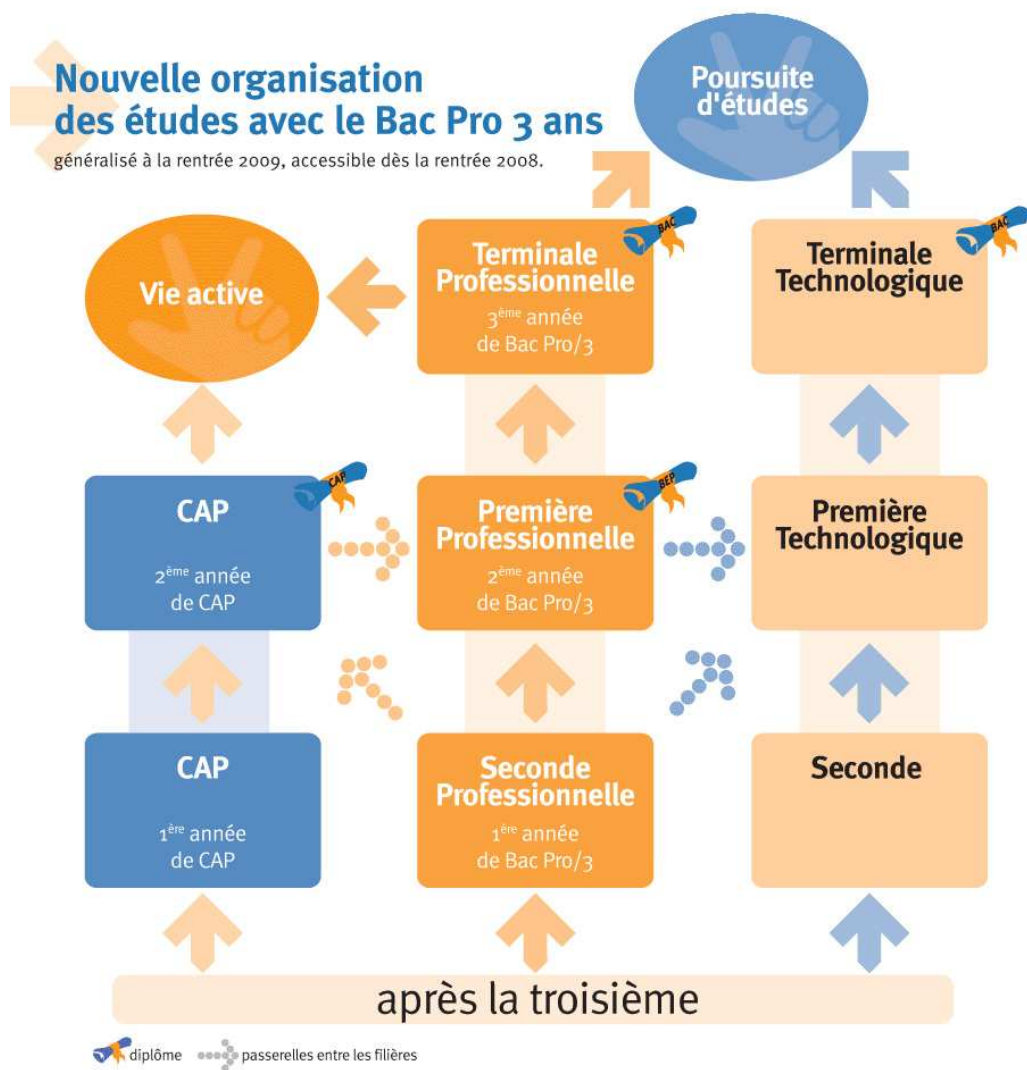 Nouvelle organisation
des études avec le Bac Pro 3 ans
généralisé à la rentrée 2009, accessible dès la rentrée 2008.
Poursuite
d'études
Vie active
BAC
Terminale
Professionnelle
3ème année
de Bac Pro/3
BAC
Terminale
Technologique
CAP
CAP
2ème année
de CAP
BEP
Première
Professionnelle
2ème année
de Bac Pro/3
Première
Technologique
CAP
1ère année
de CAP
Seconde
Professionnelle
1ère année
de Bac Pro/3
Seconde
après la troisième
diplôme
passerelles entre les filières